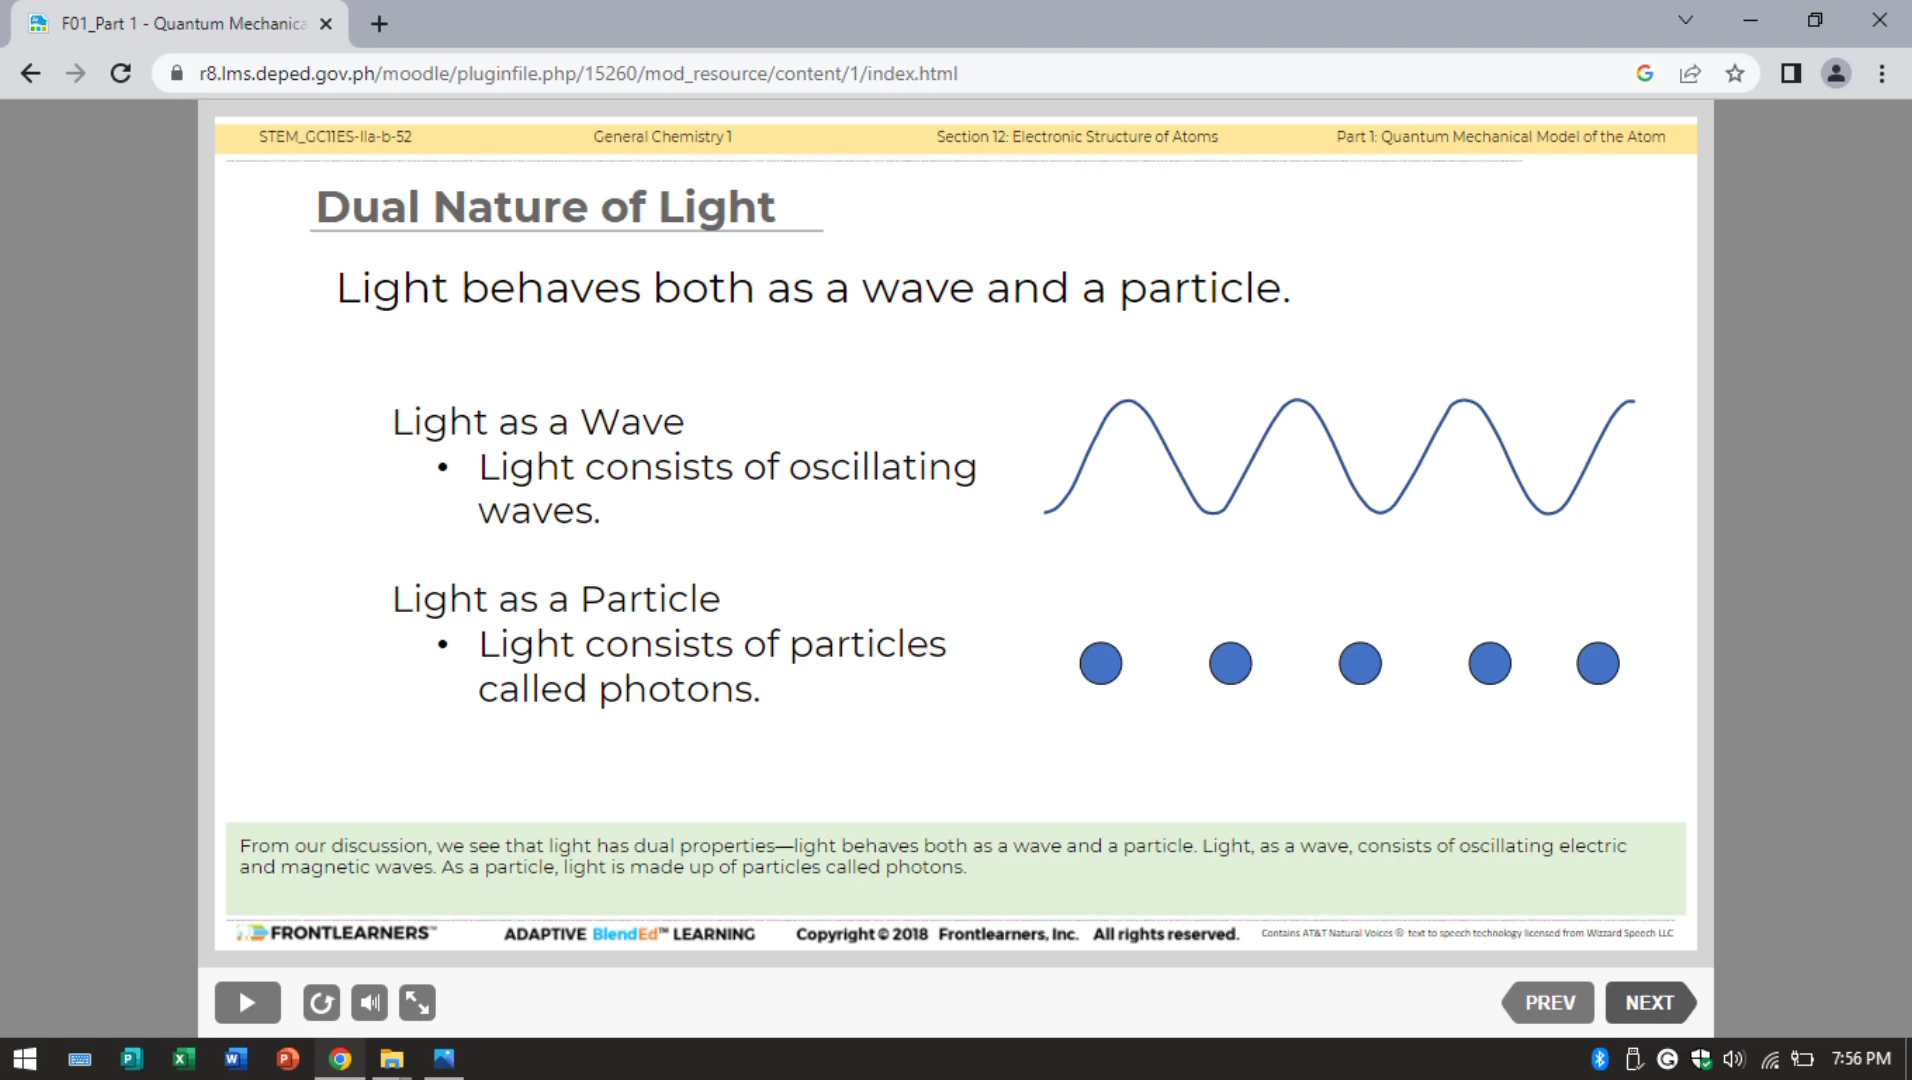 F01_Part 1 - Quantum Mechanica
r8.lms.deped.gov.ph/moodle/pluginfile.php/15260/mod_resource/content/1/index.html
STEM_GC11ES-IIa-b-52 General Chemistry 1 Section 12: Electronic Structure of Atoms Part 1: Quantum Mechanical Model of the Atom
Dual Nature of Light
Light behaves both as a wave and a particle.
Light as a Wave
• Light consists of oscillating
waves.
Light as a Particle
• Light consists of particles
called photons.
From our discussion, we see that light has dual properties—light behaves both as a wave and a particle. Light, as a wave, consists of oscillating electric
and magnetic waves. As a particle, light is made up of particles called photons.
FRONTLEARNERS™ ADAPTIVE BlendEd™ LEARNING Copyright © 2018 Frontlearners, Inc. All rights reserved. Contains AT&T Natural Voices ® text to speech technology licensed from Wizzard Speech LLC
PREV NEXT
7:56 PM